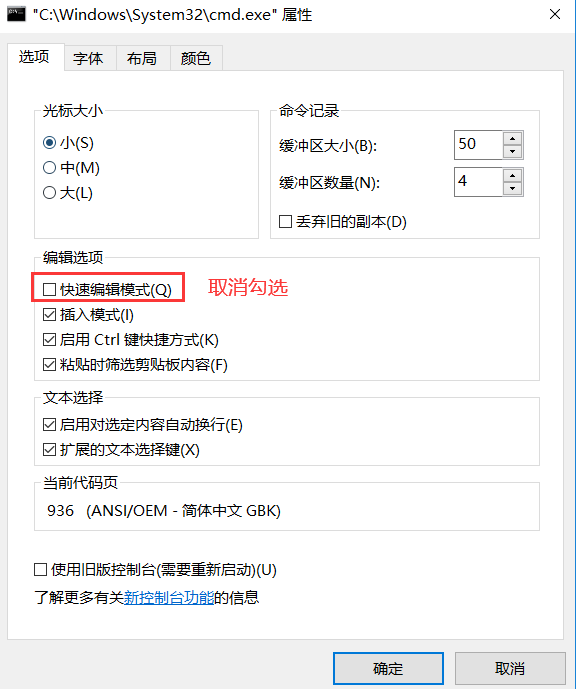 "C:\Windows\System32\cmd.exe" 属性
选项 字体 布局 颜色
光标大小
小(S)
中(M)
大(L)
命令记录
缓冲区大小(B): 50
缓冲区数量(N): 4
丢弃旧的副本(D)
编辑选项
快速编辑模式(Q) 取消勾选
插入模式(I)
启用 Ctrl 键快捷方式(K)
粘贴时筛选剪贴板内容(F)
文本选择
启用对选定内容自动换行(E)
扩展的文本选择键(X)
当前代码页
936 (ANSI/OEM - 简体中文 GBK)
使用旧版控制台(需要重新启动)(U)
了解更多有关新控制台功能的信息
确定 取消